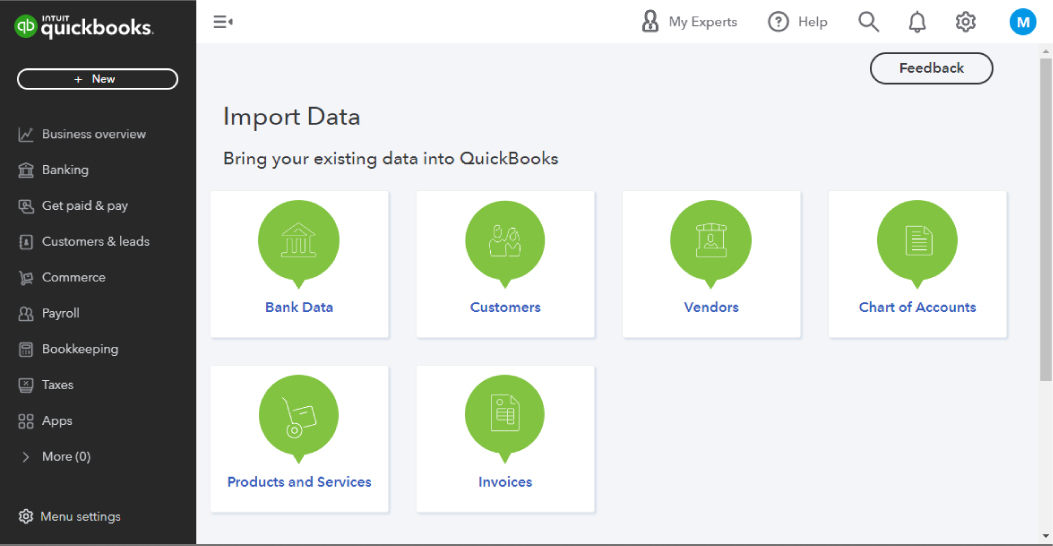 INTUIT
quickbooks.
+ New
Business overview
Banking
Get paid & pay
Customers & leads
Commerce
Payroll
Bookkeeping
Taxes
Apps
More (0)
Menu settings
My Experts
Help
M
Feedback
Import Data
Bring your existing data into QuickBooks
Bank Data
Customers
Vendors
Chart of Accounts
Products and Services
Invoices